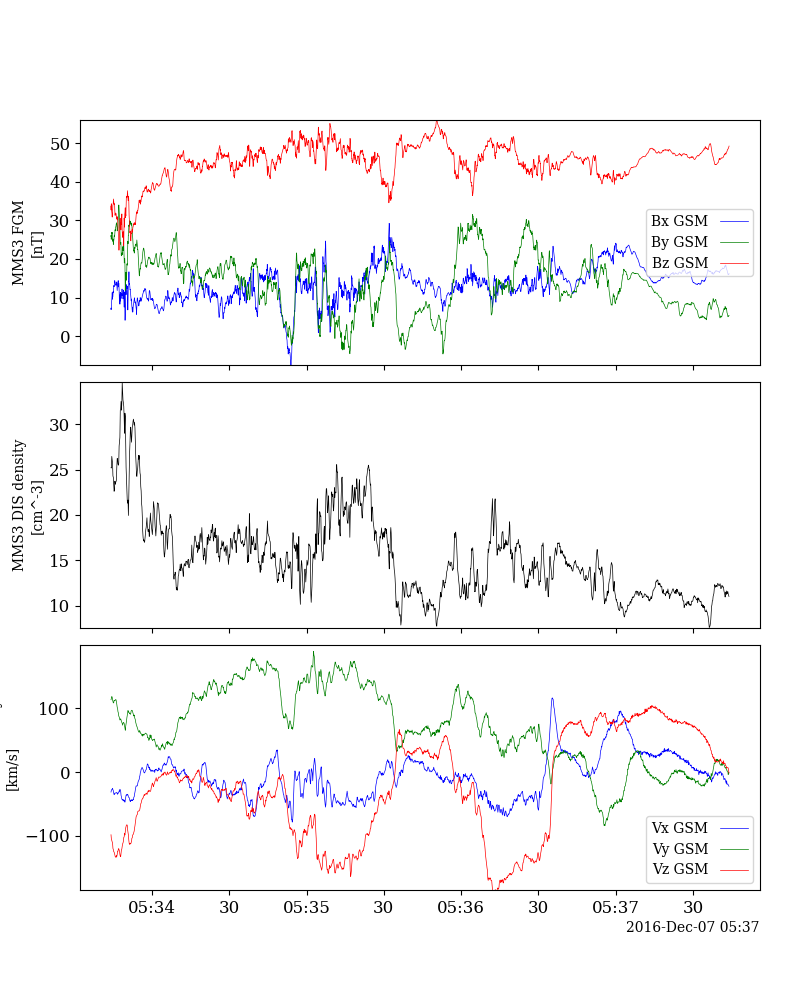 50
40
30
20
10
0
MMS3 FGM
[nT]
Bx GSM
By GSM
Bz GSM
30
25
20
15
10
MMS3 DIS density
[cm^-3]
100
0
−100
[km/s]
Vx GSM
Vy GSM
Vz GSM
05:34 30 05:35 30 05:36 30 05:37 30
2016-Dec-07 05:37